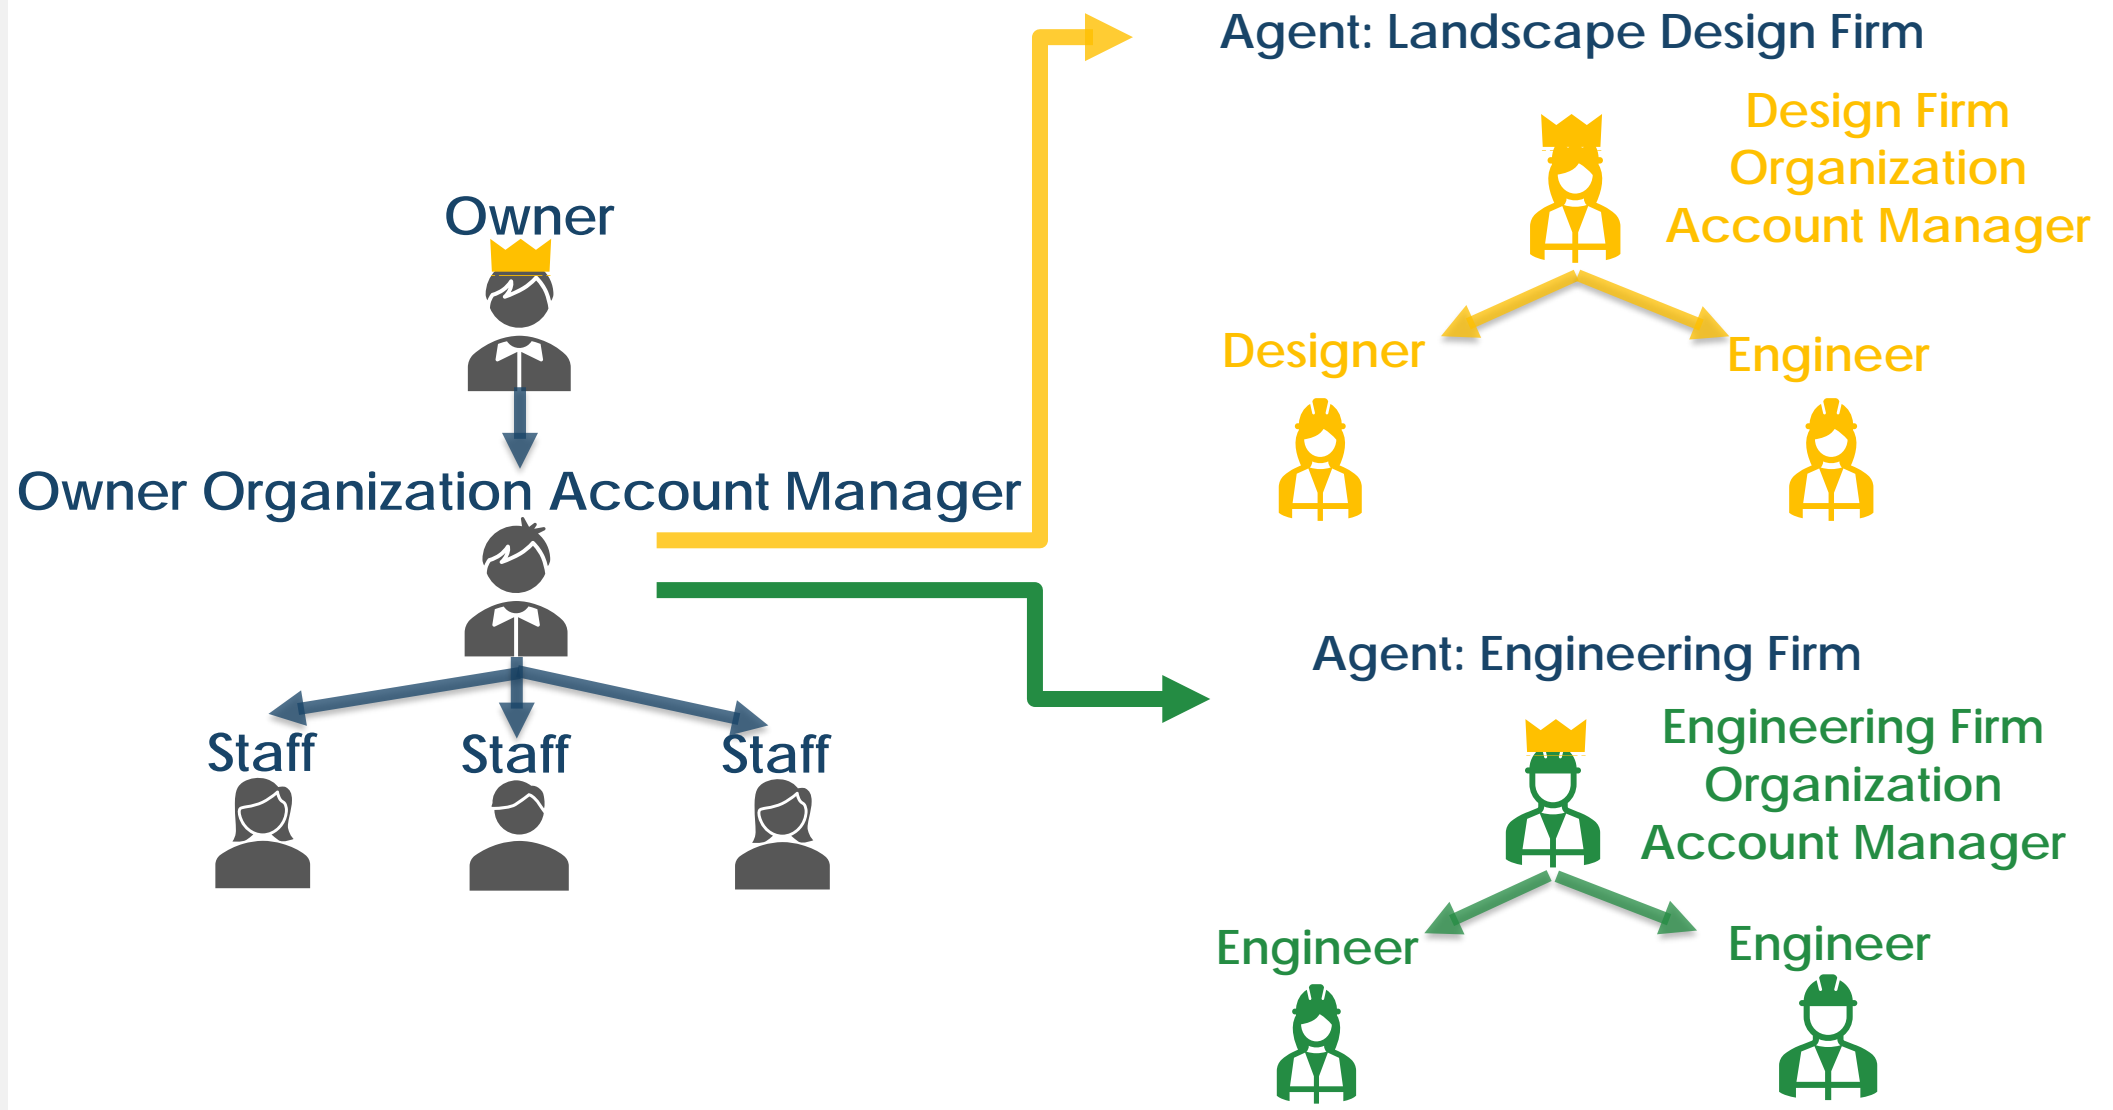 Owner
Owner Organization Account Manager
Staff
Staff
Staff
Agent: Landscape Design Firm
Design Firm
Organization
Account Manager
Designer
Engineer
Agent: Engineering Firm
Engineering Firm
Organization
Account Manager
Engineer
Engineer